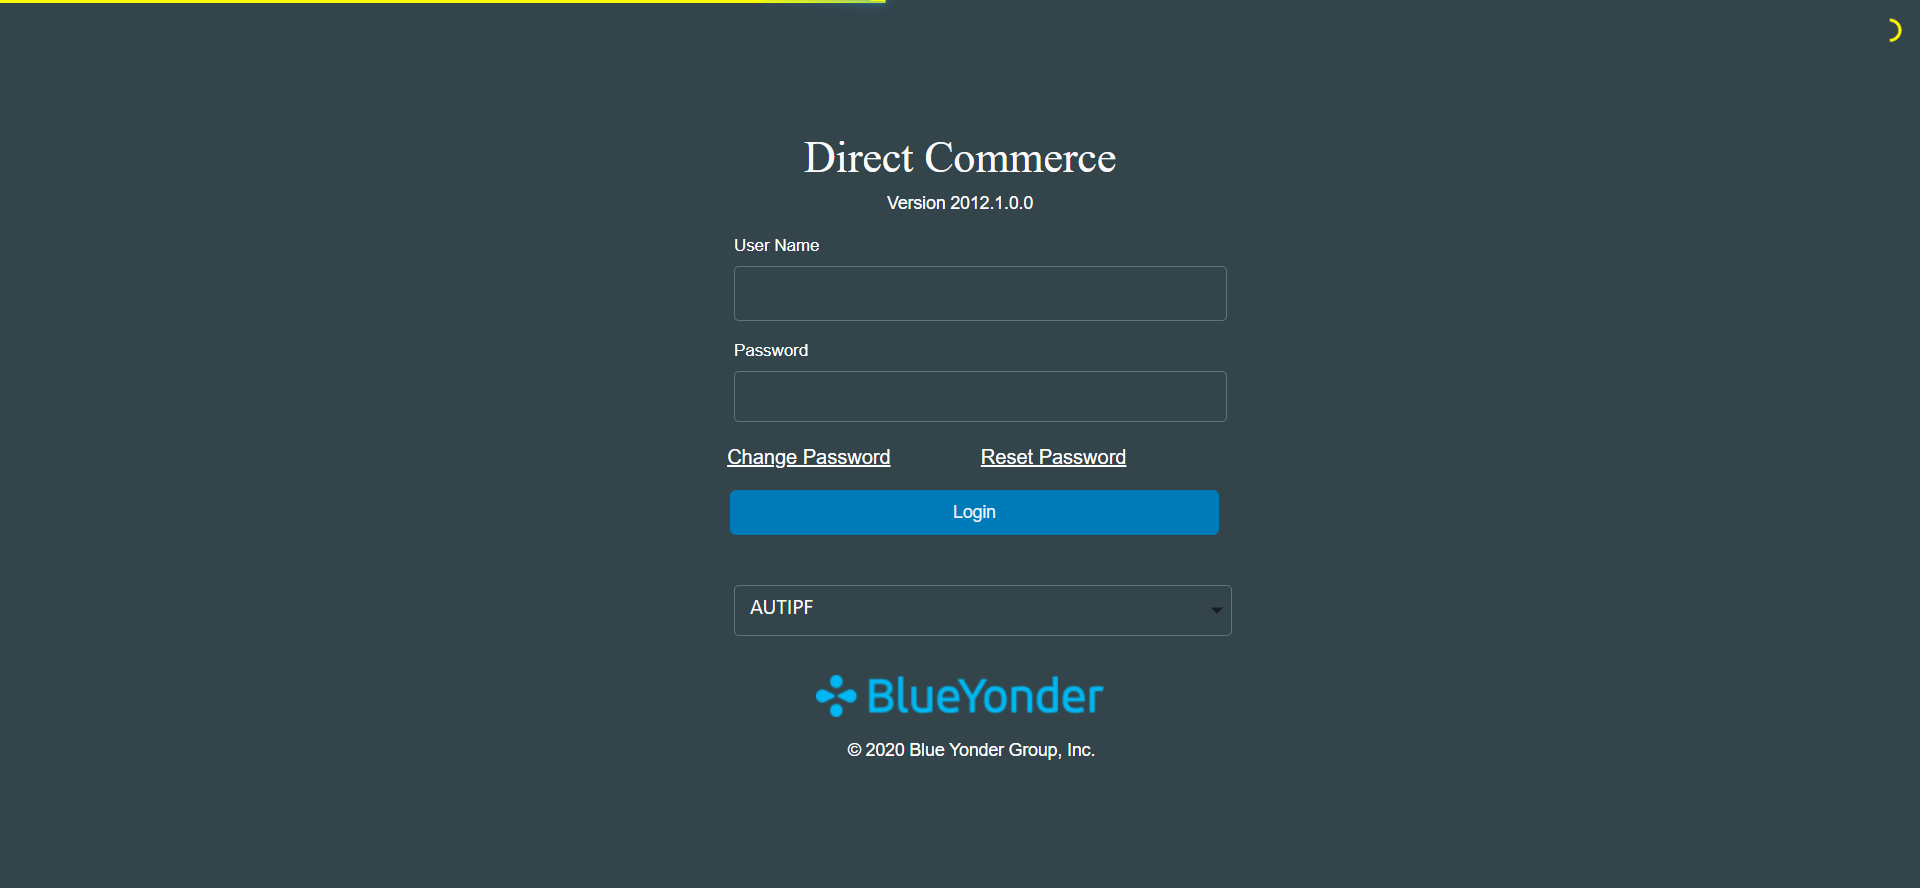 Direct Commerce
Version 2012.1.0.0
User Name
Password
Change Password Reset Password
Login
AUTIPF
BlueYonder
© 2020 Blue Yonder Group, Inc.